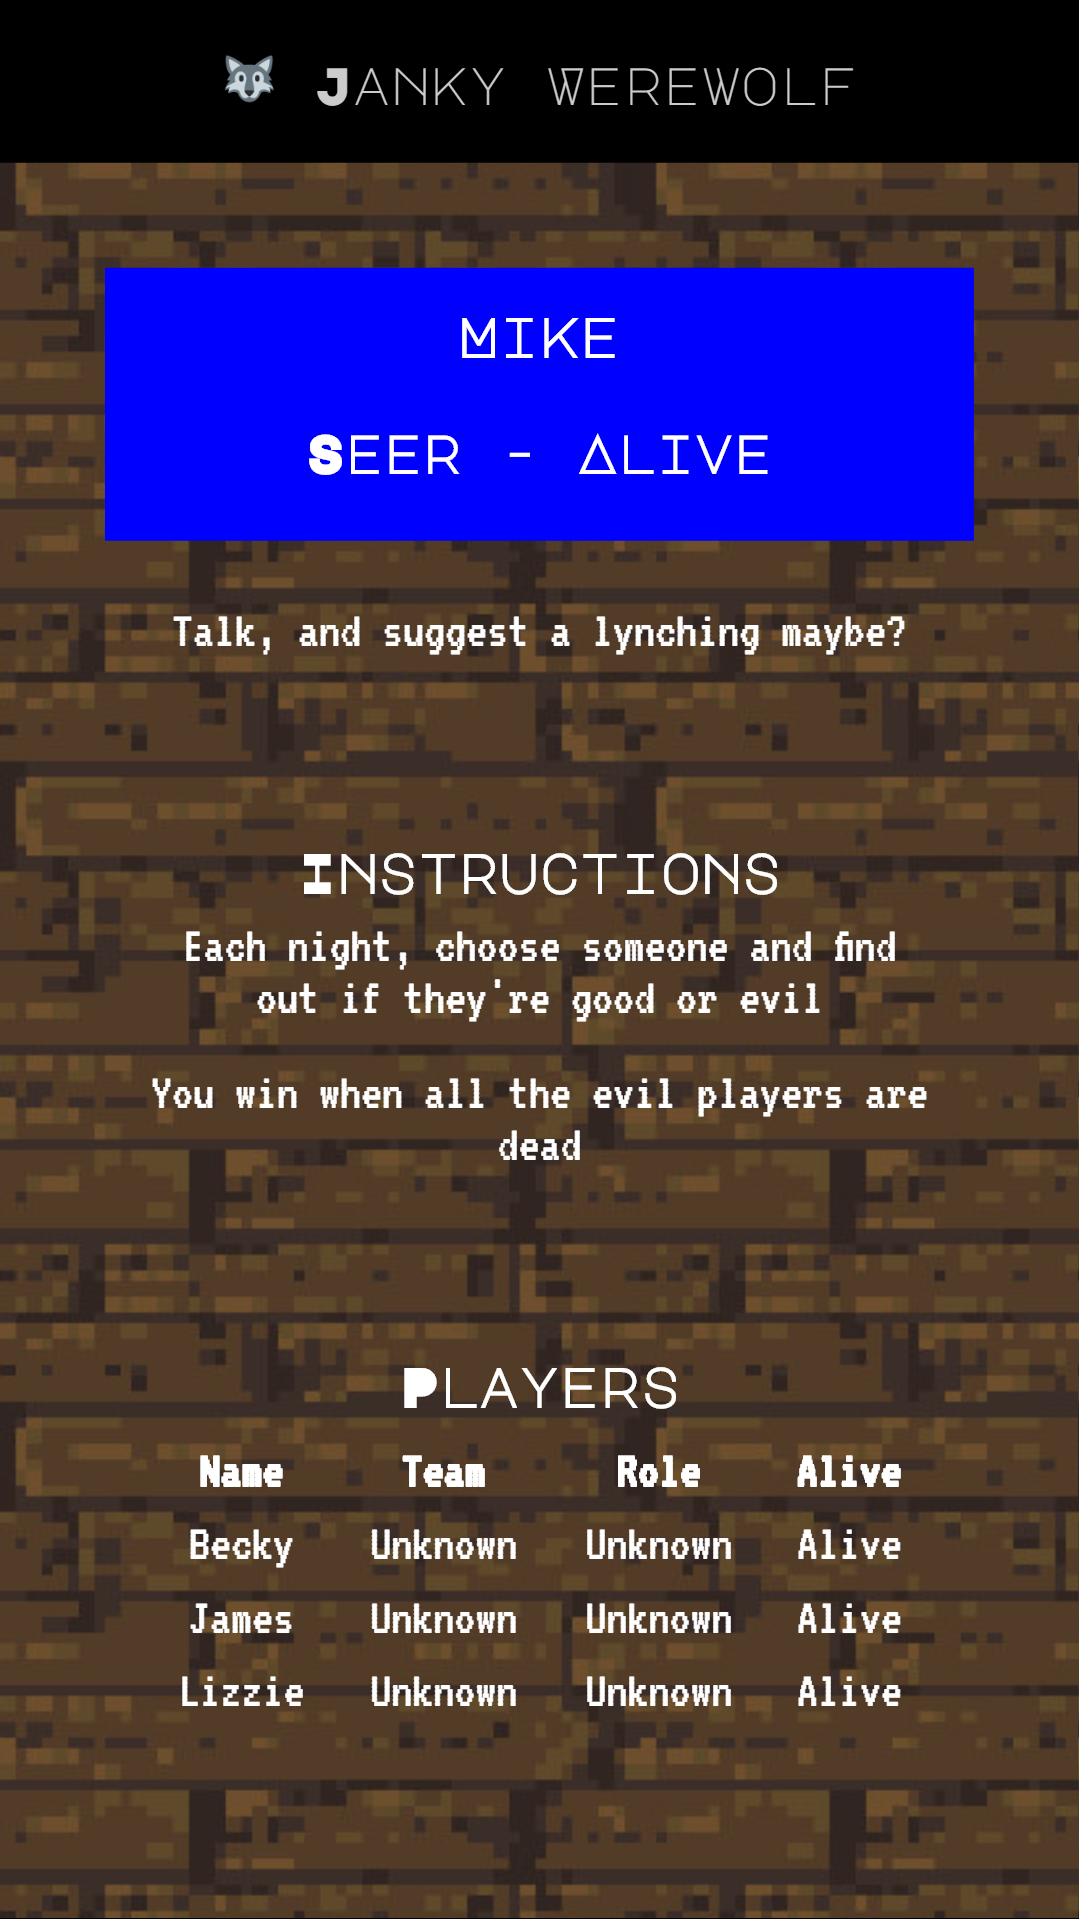 Janky Werewolf
Mike
Seer - Alive
Talk, and suggest a lynching maybe?
Instructions
Each night, choose someone and find
out if they're good or evil
You win when all the evil players are
dead
Players
Name Team Role Alive
Becky Unknown Unknown Alive
James Unknown Unknown Alive
Lizzie Unknown Unknown Alive